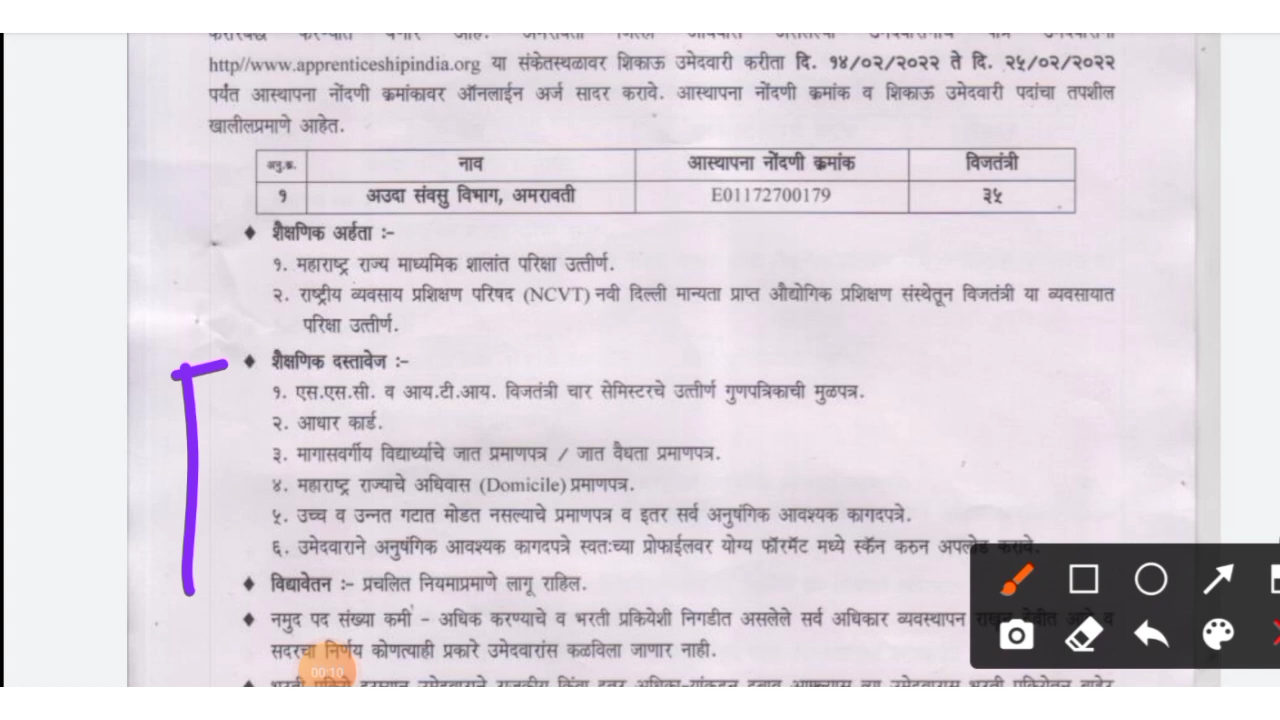 http//www.apprenticeshipindia.org या संकेतस्थळावर शिकाऊ उमेदवारी करीता दि. १४/०२/२०२२ ते दि. २५/०२/२०२२
पर्यंत आस्थापना नोंदणी क्रमांकावर ऑनलाईन अर्ज सादर करावे. आस्थापना नोंदणी क्रमांक व शिकाऊ उमेदवारी पदांचा तपशील
खालीलप्रमाणे आहेत.
अनु.क्र. नाव आस्थापना नोंदणी क्रमांक विजतंत्री
१ अउदा संवसु विभाग, अमरावती E01172700179 ३५
♦ शैक्षणिक अर्हता :-
१. महाराष्ट्र राज्य माध्यमिक शालांत परिक्षा उत्तीर्ण.
२. राष्ट्रीय व्यवसाय प्रशिक्षण परिषद (NCVT) नवी दिल्ली मान्यता प्राप्त औद्योगिक प्रशिक्षण संस्थेतून विजतंत्री या व्यवसायात
परिक्षा उत्तीर्ण.
♦ शैक्षणिक दस्तावेज :-
१. एस.एस.सी. व आय.टी.आय. विजतंत्री चार सेमिस्टरचे उत्तीर्ण गुणपत्रिकाची मुळपत्र.
२. आधार कार्ड.
३. मागासवर्गीय विद्यार्थ्याचे जात प्रमाणपत्र / जात वैधता प्रमाणपत्र.
४. महाराष्ट्र राज्याचे अधिवास (Domicile) प्रमाणपत्र.
५. उच्च व उन्नत गटात मोडत नसल्याचे प्रमाणपत्र व इतर सर्व अनुषंगिक आवश्यक कागदपत्रे.
६. उमेदवाराने अनुषंगिक आवश्यक कागदपत्रे स्वतःच्या प्रोफाईलवर योग्य फॉरमॅट मध्ये स्कॅन करुन अपलोड करावे.
♦ विद्यावेतन :- प्रचलित नियमाप्रमाणे लागू राहिल.
♦ नमुद पद संख्या कमी - अधिक करण्याचे व भरती प्रकियेशी निगडीत असलेले सर्व अधिकार व्यवस्थापन
सदरचा निर्णय कोणत्याही प्रकारे उमेदवारांस कळविला जाणार नाही.
00:10